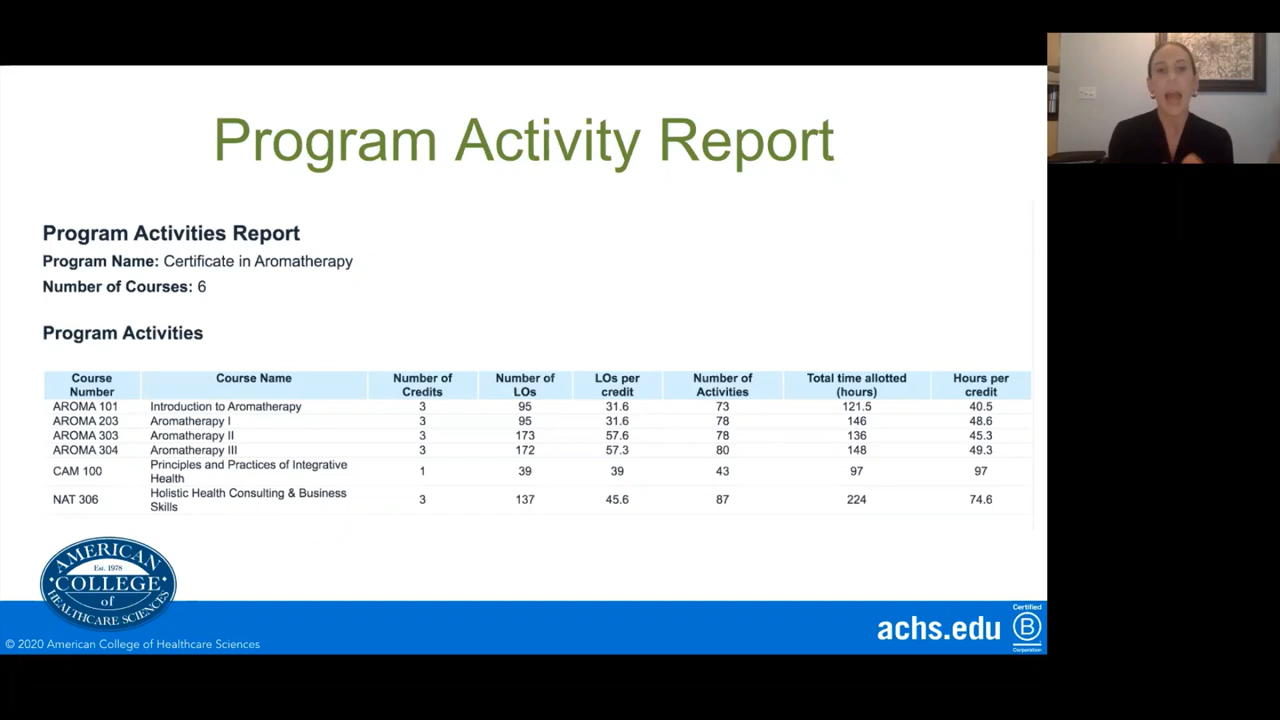 Program Activity Report
Program Activities Report
Program Name: Certificate in Aromatherapy
Number of Courses: 6
Program Activities
Course Number Course Name Number of Credits Number of LOs LOs per credit Number of Activities Total time allotted (hours) Hours per credit
AROMA 101 Introduction to Aromatherapy 3 95 31.6 73 121.5 40.5
AROMA 203 Aromatherapy I 3 95 31.6 78 146 48.6
AROMA 303 Aromatherapy II 3 173 57.6 78 136 45.3
AROMA 304 Aromatherapy III 3 172 57.3 80 148 49.3
CAM 100 Principles and Practices of Integrative Health 1 39 39 43 97 97
NAT 306 Holistic Health Consulting & Business Skills 3 137 45.6 87 224 74.6
AMERICAN
Est. 1978
COLLEGE
of
HEALTHCARE SCIENCES
© 2020 American College of Healthcare Sciences
achs.edu
Certified
B
Corporation